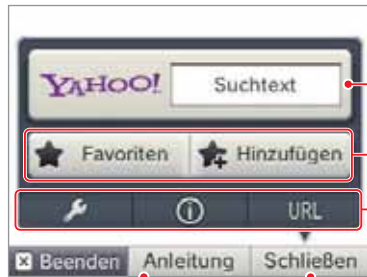 YAHOO! Suchtext
Favoriten Hinzufügen
URL
Beenden Anleitung Schließen